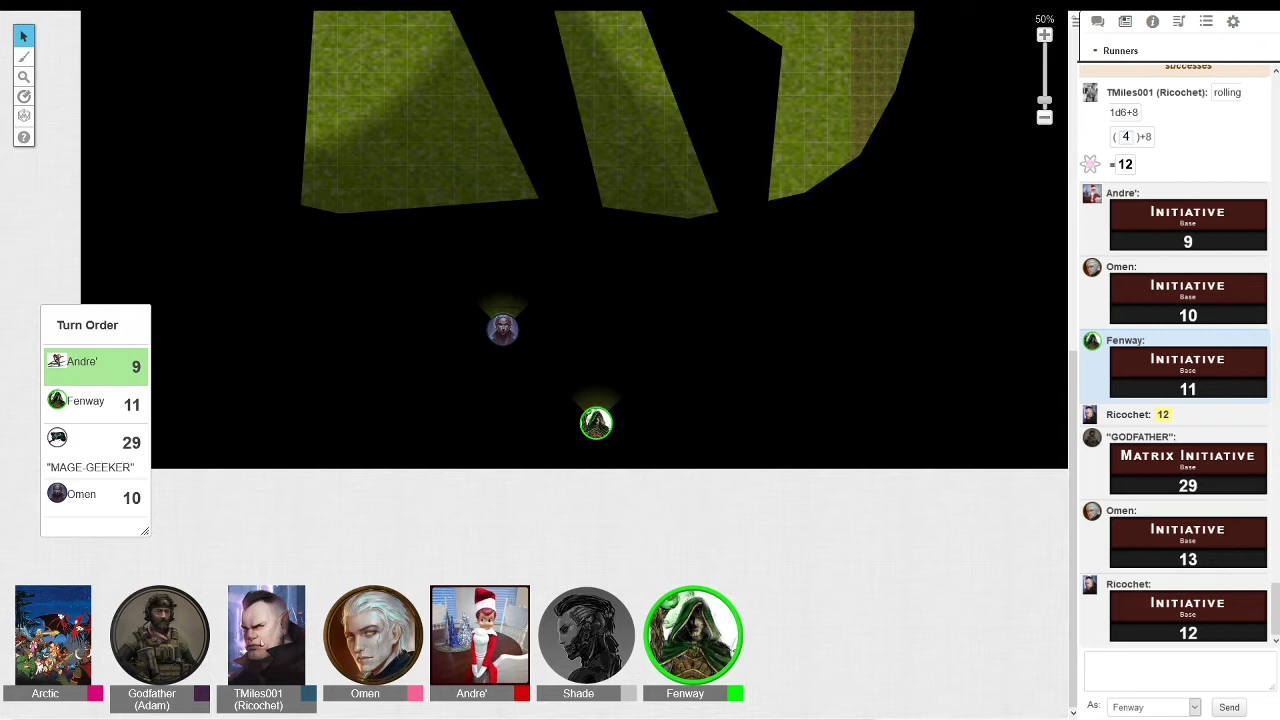 50%
Runners
successes
TMiles001 (Ricochet): rolling
1d6+8
( 4 )+8
= 12
Andre':
INITIATIVE
Base
9
Omen:
INITIATIVE
Base
10
Fenway:
INITIATIVE
Base
11
Ricochet: 12
"GODFATHER":
MATRIX INITIATIVE
Base
29
Omen:
INITIATIVE
Base
13
Ricochet:
INITIATIVE
Base
12
As: Fenway Send
Turn Order
Andre' 9
Fenway 11
29
"MAGE-GEEKER"
Omen 10
Arctic
Godfather
(Adam)
TMiles001
(Ricochet)
Omen
Andre'
Shade
Fenway